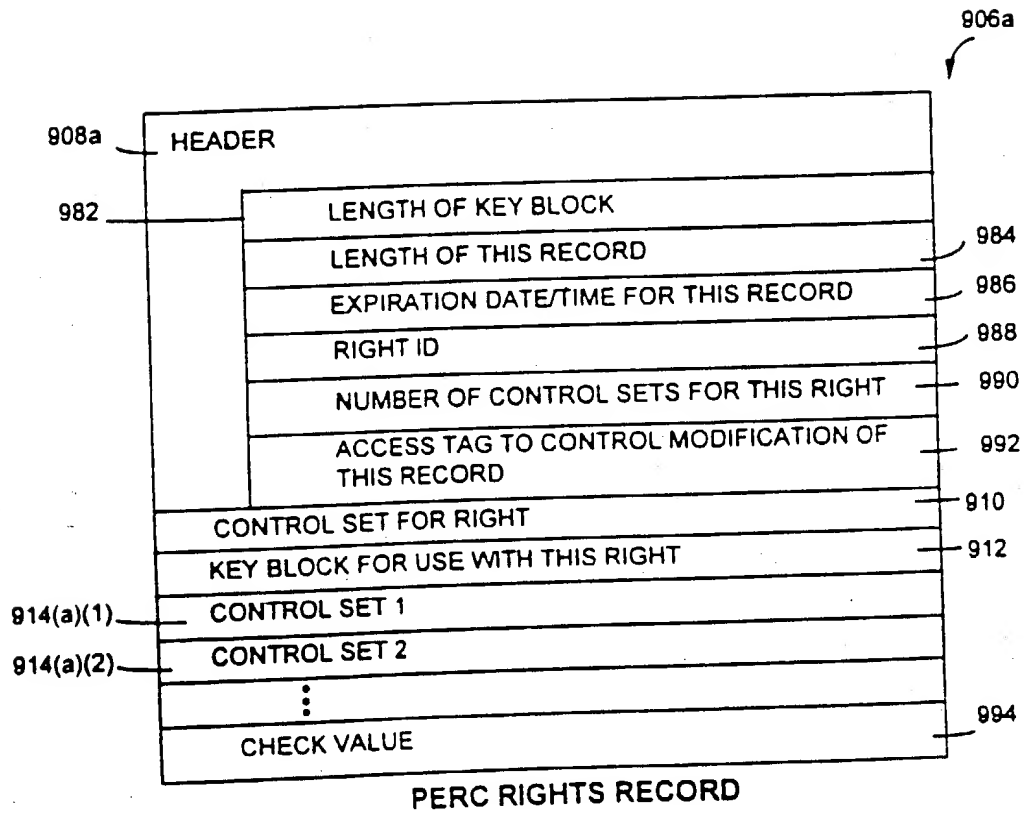 906a
908a HEADER
982 LENGTH OF KEY BLOCK
LENGTH OF THIS RECORD 984
EXPIRATION DATE/TIME FOR THIS RECORD 986
RIGHT ID 988
NUMBER OF CONTROL SETS FOR THIS RIGHT 990
ACCESS TAG TO CONTROL MODIFICATION OF 992
THIS RECORD
CONTROL SET FOR RIGHT 910
KEY BLOCK FOR USE WITH THIS RIGHT 912
914(a)(1) CONTROL SET 1
914(a)(2) CONTROL SET 2
CHECK VALUE 994
PERC RIGHTS RECORD